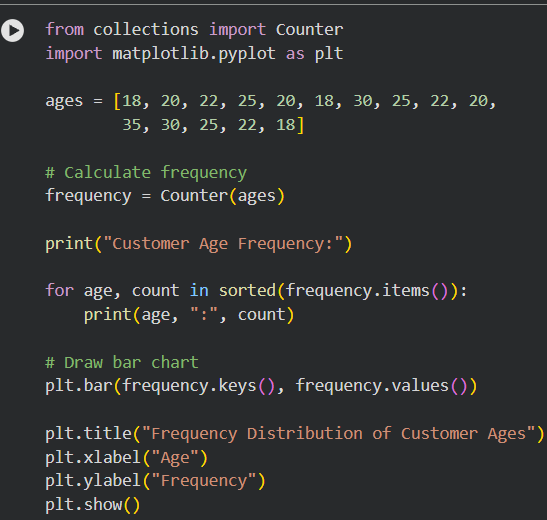 from collections import Counter
import matplotlib.pyplot as plt
ages = [18, 20, 22, 25, 20, 18, 30, 25, 22, 20,
        35, 30, 25, 22, 18]
# Calculate frequency
frequency = Counter(ages)
print("Customer Age Frequency:")
for age, count in sorted(frequency.items()):
    print(age, ":", count)
# Draw bar chart
plt.bar(frequency.keys(), frequency.values())
plt.title("Frequency Distribution of Customer Ages")
plt.xlabel("Age")
plt.ylabel("Frequency")
plt.show()